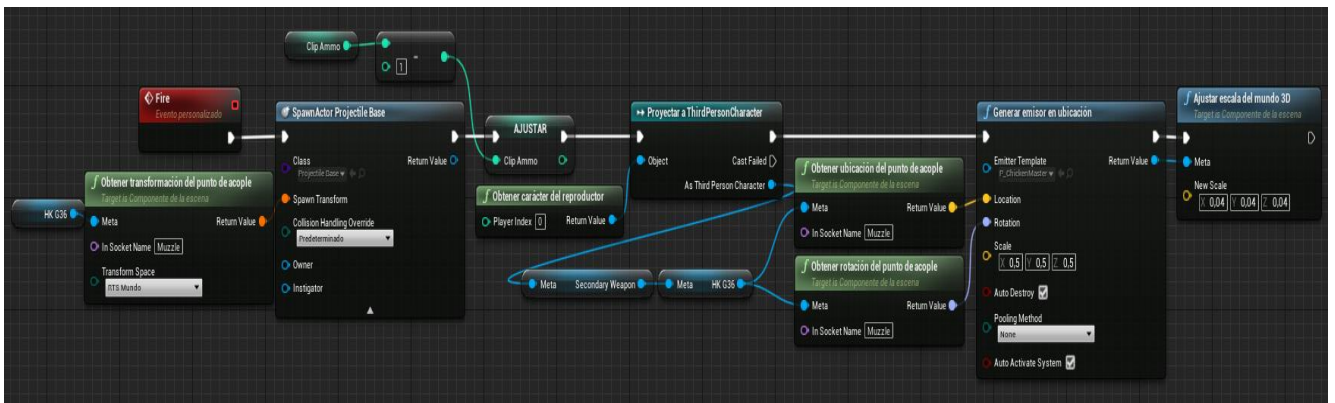 Clip Ammo
-
1
Fire
Evento personalizado
SpawnActor Projectile Base
Class
Projectile Base
Return Value
Spawn Transform
Collision Handling Override
Predeterminado
Owner
Instigator
HK G36
Obtener transformación del punto de acople
Target is Componente de la escena
Meta
Return Value
In Socket Name Muzzle
Transform Space
RTS Mundo
AJUSTAR
Clip Ammo
Obtener carácter del reproductor
Player Index 0
Return Value
Proyectar a ThirdPersonCharacter
Object
Cast Failed
As Third Person Character
Meta
Secondary Weapon
Meta
HK G36
Obtener ubicación del punto de acople
Target is Componente de la escena
Meta
Return Value
In Socket Name Muzzle
Obtener rotación del punto de acople
Target is Componente de la escena
Meta
Return Value
In Socket Name Muzzle
Generar emisor en ubicación
Emitter Template
P_ChickenMaster
Return Value
Location
Rotation
Scale
X 0,5 Y 0,5 Z 0,5
Auto Destroy
Pooling Method
None
Auto Activate System
Ajustar escala del mundo 3D
Target is Componente de la escena
Meta
New Scale
X 0,04 Y 0,04 Z 0,04